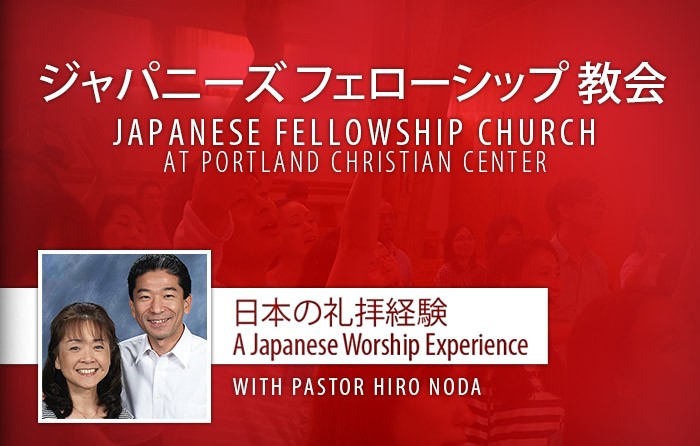 ジャパニーズ フェローシップ 教会
JAPANESE FELLOWSHIP CHURCH
AT PORTLAND CHRISTIAN CENTER
日本の礼拝経験
A Japanese Worship Experience
WITH PASTOR HIRO NODA